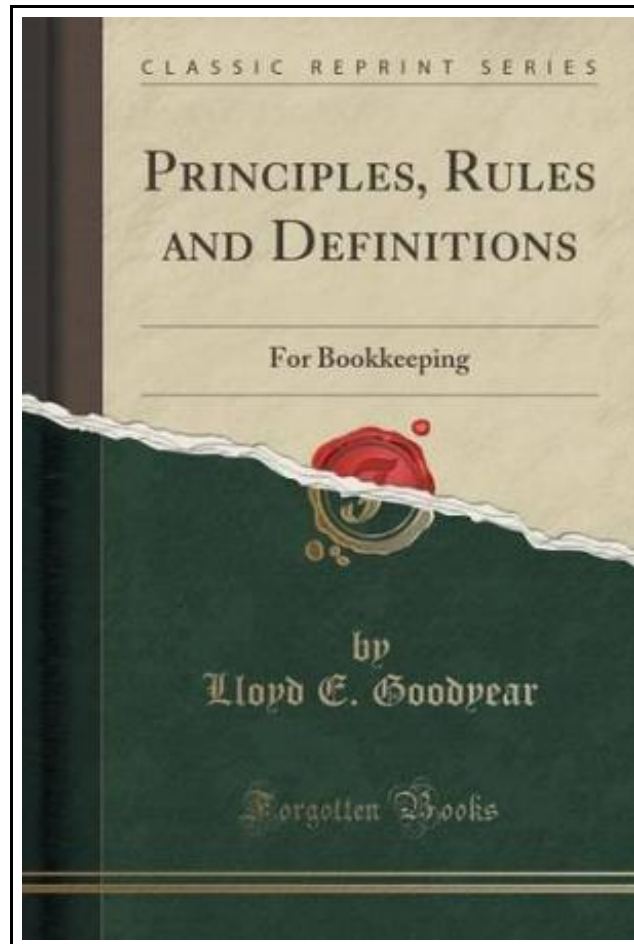 CLASSIC REPRINT SERIES
PRINCIPLES, RULES
AND DEFINITIONS
For Bookkeeping
F
by
Lloyd E. Goodyear
Forgotten Books